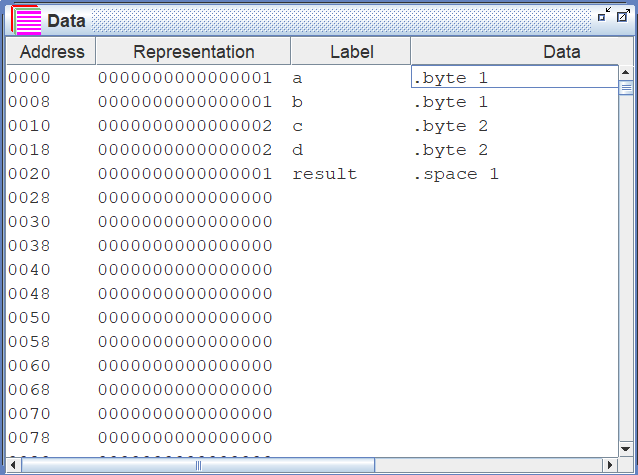 Data
Address Representation Label Data
0000 0000000000000001 a .byte 1
0008 0000000000000001 b .byte 1
0010 0000000000000002 c .byte 2
0018 0000000000000002 d .byte 2
0020 0000000000000001 result .space 1
0028 0000000000000000
0030 0000000000000000
0038 0000000000000000
0040 0000000000000000
0048 0000000000000000
0050 0000000000000000
0058 0000000000000000
0060 0000000000000000
0068 0000000000000000
0070 0000000000000000
0078 0000000000000000